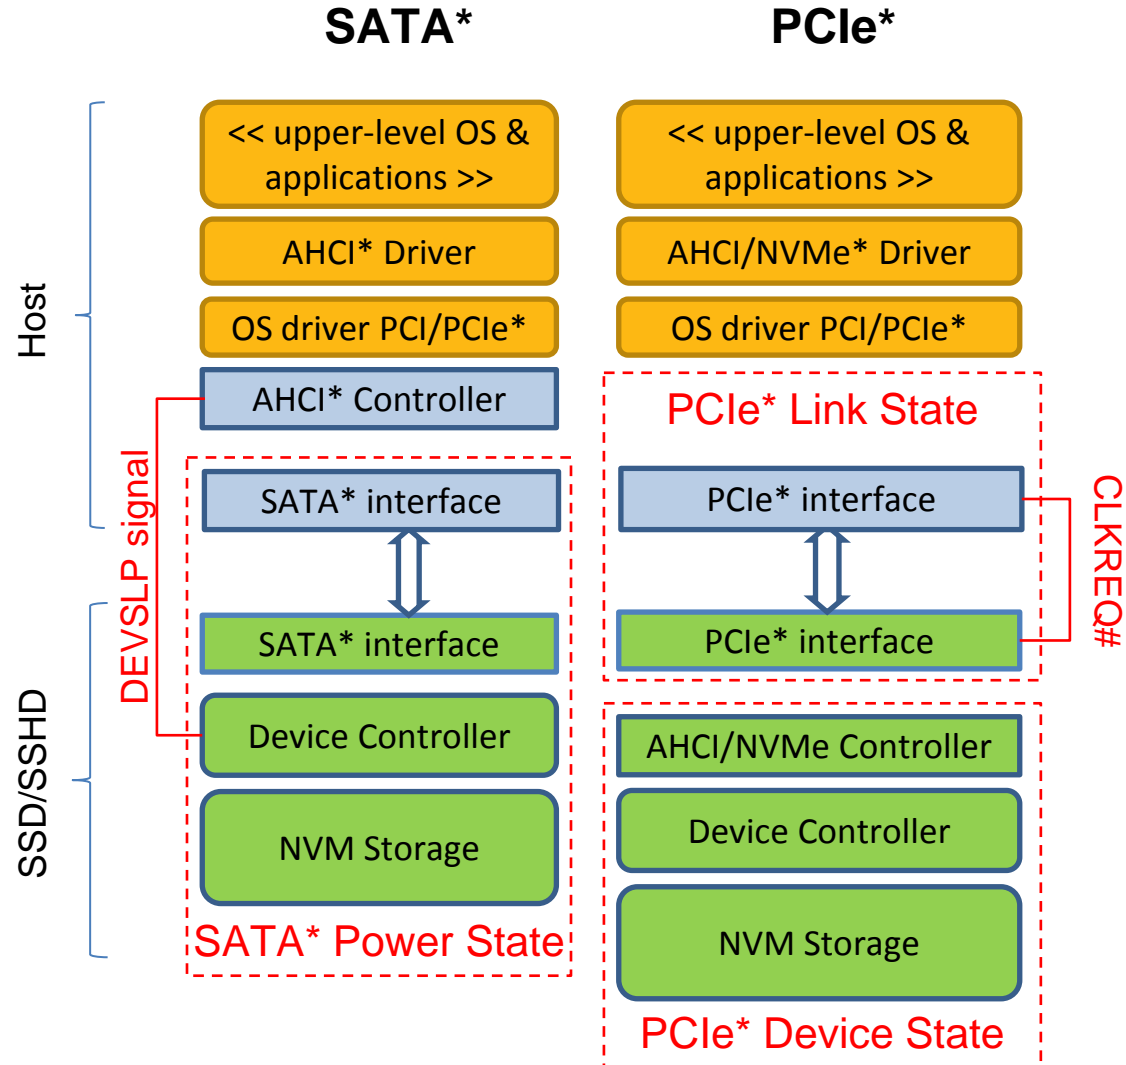 SATA*
PCIe*
Host
SSD/SSHD
DEVSLP signal
<< upper-level OS &
applications >>
AHCI* Driver
OS driver PCI/PCIe*
AHCI* Controller
SATA* interface
SATA* interface
Device Controller
NVM Storage
SATA* Power State
<< upper-level OS &
applications >>
AHCI/NVMe* Driver
OS driver PCI/PCIe*
PCIe* Link State
PCIe* interface
PCIe* interface
CLKREQ#
AHCI/NVMe Controller
Device Controller
NVM Storage
PCIe* Device State